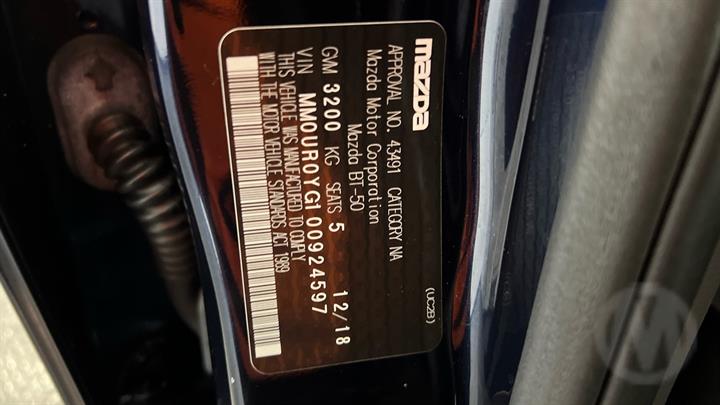 mazda
APPROVAL NO. 43491 CATEGORY NA
Mazda Motor Corporation
Mazda BT-50 (UC2B)
GVM 3200 KG SEATS 5 12/18
VIN MM0UR0YG100924597
THIS VEHICLE WAS MANUFACTURED TO COMPLY
WITH THE MOTOR VEHICLE STANDARDS ACT 1989
M